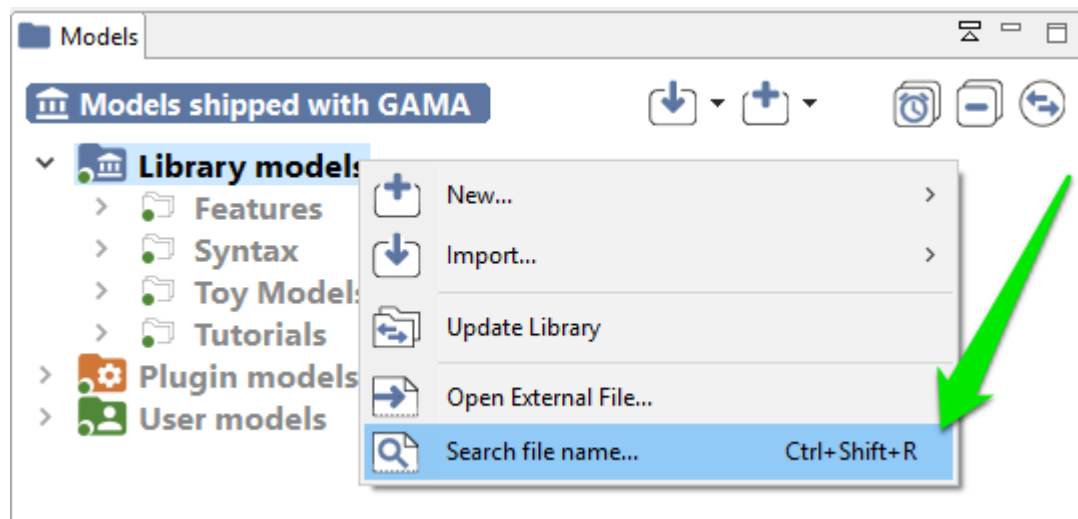 Models
Models shipped with GAMA
Library models
Features
Syntax
Toy Models
Tutorials
Plugin models
User models
New...
Import...
Update Library
Open External File...
Search file name... Ctrl+Shift+R